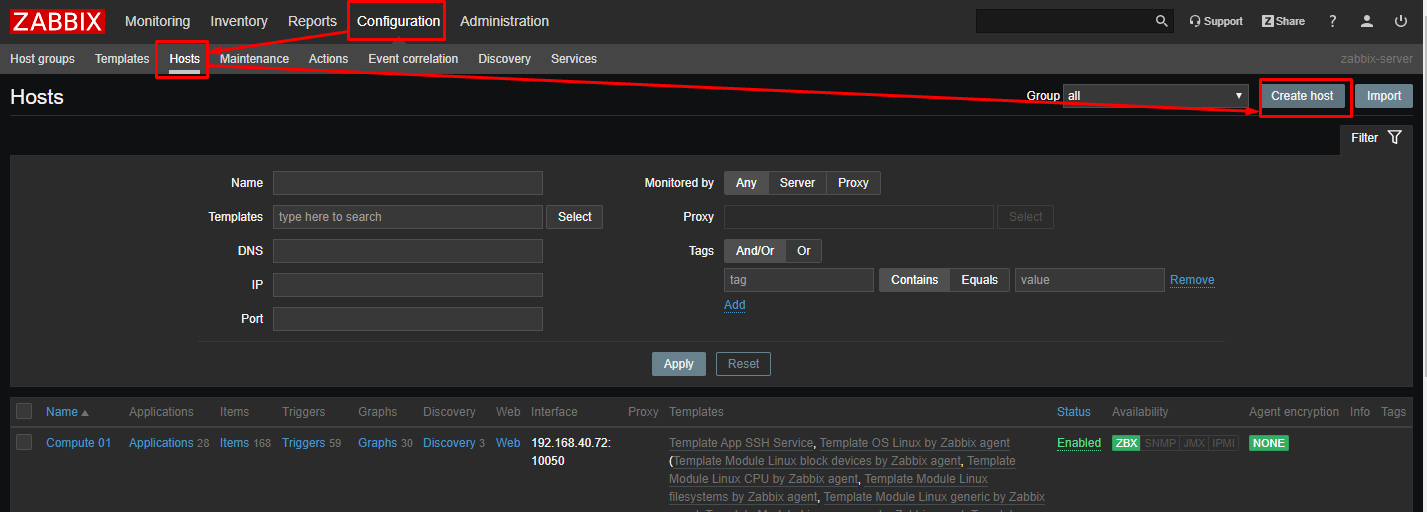 ZABBIX Monitoring Inventory Reports Configuration Administration Support Z Share ?
Host groups Templates Hosts Maintenance Actions Event correlation Discovery Services zabbix-server
Hosts Group all Create host Import
Filter
Name Monitored by Any Server Proxy
Templates type here to search Select Proxy Select
DNS Tags And/Or Or
IP tag Contains Equals value Remove
Port Add
Apply Reset
Name Applications Items Triggers Graphs Discovery Web Interface Proxy Templates Status Availability Agent encryption Info Tags
Compute 01 Applications 28 Items 168 Triggers 59 Graphs 30 Discovery 3 Web 192.168.40.72: Template App SSH Service, Template OS Linux by Zabbix agent Enabled ZBX SNMP JMX IPMI NONE
10050 (Template Module Linux block devices by Zabbix agent, Template
Module Linux CPU by Zabbix agent, Template Module Linux
filesystems by Zabbix agent, Template Module Linux generic by Zabbix